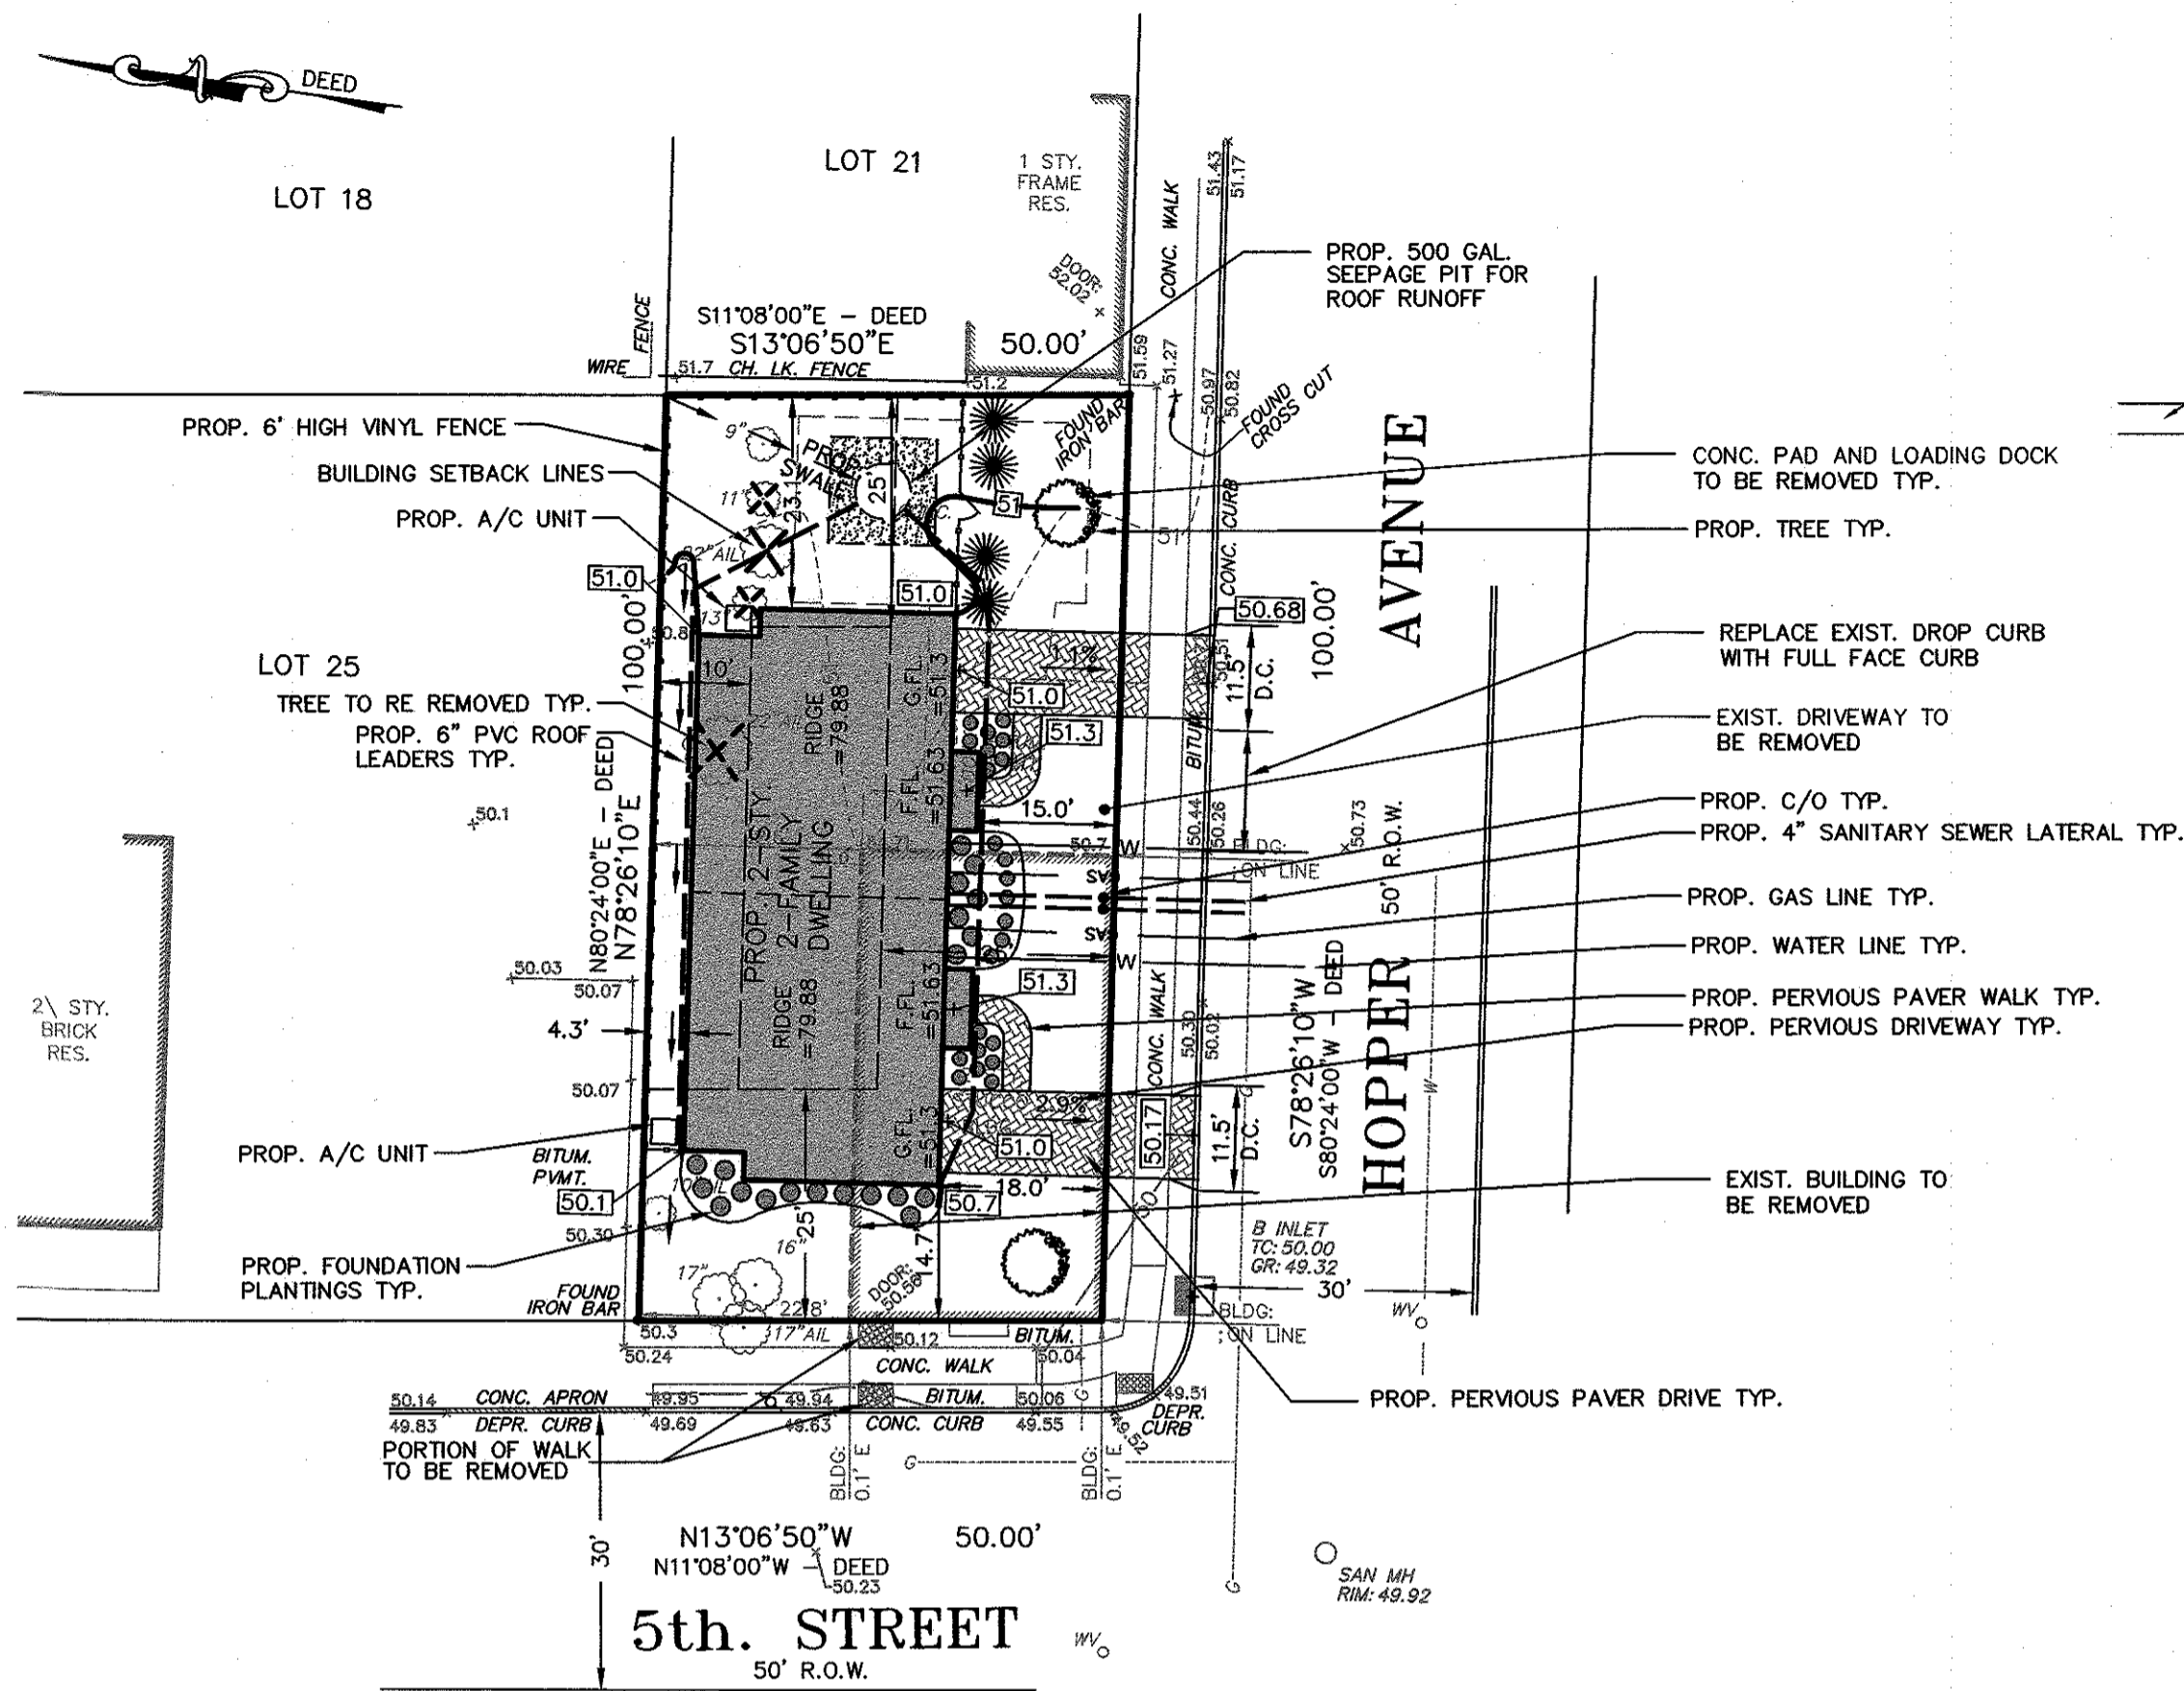 DEED
LOT 18
LOT 21
1 STY.
FRAME
RES.
DOOR:
52.02
CONC. WALK
51.43
51.17
PROP. 500 GAL.
SEEPAGE PIT FOR
ROOF RUNOFF
WIRE FENCE
S11°08'00"E – DEED
S13°06'50"E
50.00'
51.7
CH. LK. FENCE
51.2
51.59
51.27
50.97
50.82
FOUND
CROSS CUT
FOUND
IRON BAR
PROP. 6' HIGH VINYL FENCE
BUILDING SETBACK LINES
PROP. A/C UNIT
9"
11"
PROP.
SWALE
23.1'
25'
51
51
CONC. CURB
CONC. CURB
CONC. PAD AND LOADING DOCK
TO BE REMOVED TYP.
PROP. TREE TYP.
AVENUE
51.0
51.0
13"
50.8
50.68
100.00'
100.00'
11.5'
D.C.
REPLACE EXIST. DROP CURB
WITH FULL FACE CURB
EXIST. DRIVEWAY TO
BE REMOVED
LOT 25
TREE TO RE REMOVED TYP.
PROP. 6" PVC ROOF
LEADERS TYP.
10'
RIDGE
=79.88
G.FL.
=51.3
F.FL.
=51.63
1.1%
51.0
51.3
15.0'
BITUM.
50.1
N80°24'00"E – DEED
N78°26'10"E
PROP. 2–STY.
2–FAMILY
DWELLING
50.7
W
50.44
50.26
BLDG:
ON LINE
50.73
50' R.O.W.
PROP. C/O TYP.
PROP. 4" SANITARY SEWER LATERAL TYP.
PROP. GAS LINE TYP.
PROP. WATER LINE TYP.
PROP. PERVIOUS PAVER WALK TYP.
PROP. PERVIOUS DRIVEWAY TYP.
W
W
50.03
50.07
4.3'
50.07
2\ STY.
BRICK
RES.
RIDGE
=79.88
F.FL.
=51.63
G.FL.
=51.3
51.3
51.0
2.9%
CONC. WALK
50.30
50.02
50.17
11.5'
D.C.
S78°26'10"W
S80°24'00"W – DEED
HOPPER
PROP. A/C UNIT
BITUM.
PVMT.
50.1
50.30
50.7
18.0'
EXIST. BUILDING TO
BE REMOVED
PROP. FOUNDATION
PLANTINGS TYP.
FOUND
IRON BAR
16"
17"
25'
14.7'
DOOR:
50.56
22.8'
17"AIL
B INLET
TC: 50.00
GR: 49.32
30'
WV
BLDG:
ON LINE
50.3
50.24
50.12
BITUM.
50.04
CONC. WALK
50.14
CONC. APRON
49.95
49.94
BITUM.
50.06
49.51
49.83
DEPR. CURB
49.69
49.63
CONC. CURB
49.55
49.52
DEPR.
CURB
PORTION OF WALK
TO BE REMOVED
PROP. PERVIOUS PAVER DRIVE TYP.
BLDG:
0.1' E
BLDG:
0.1' E
G
G
G
G
30'
N13°06'50"W
50.00'
N11°08'00"W – DEED
50.23
SAN MH
RIM: 49.92
5th. STREET
50' R.O.W.
WV